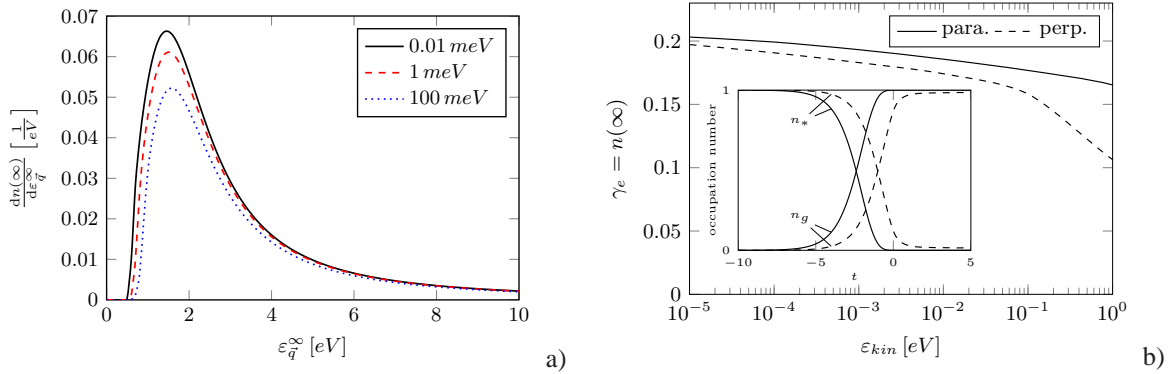 0.07
0.06
0.05
0.04
0.03
0.02
0.01
0
0 2 4 6 8 10
dn(∞)/dε_q⃗^∞ [1/eV]
ε_q⃗^∞ [eV]
0.01 meV
1 meV
100 meV
a)
0.2
0.15
0.1
0.05
0
10^−5 10^−4 10^−3 10^−2 10^−1 10^0
γ_e = n(∞)
ε_kin [eV]
para. perp.
occupation number
1
0
−10 −5 0 5
t
n_*
n_g
b)